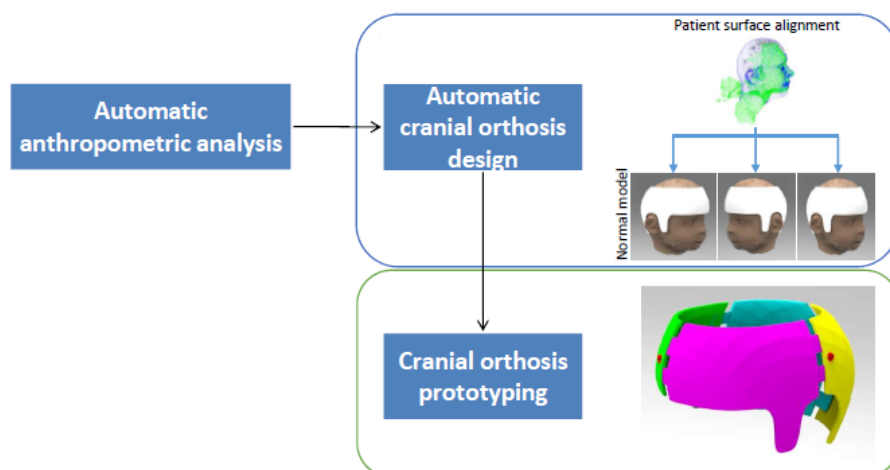 Patient surface alignment
Automatic
anthropometric analysis
Automatic
cranial orthosis
design
Normal model
Cranial orthosis
prototyping